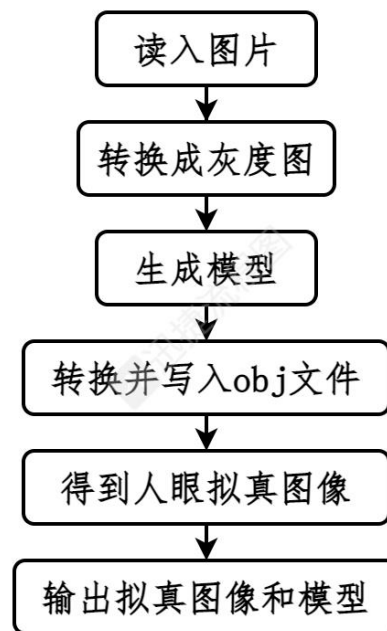 读入图片
转换成灰度图
生成模型
转换并写入obj文件
得到人眼拟真图像
输出拟真图像和模型